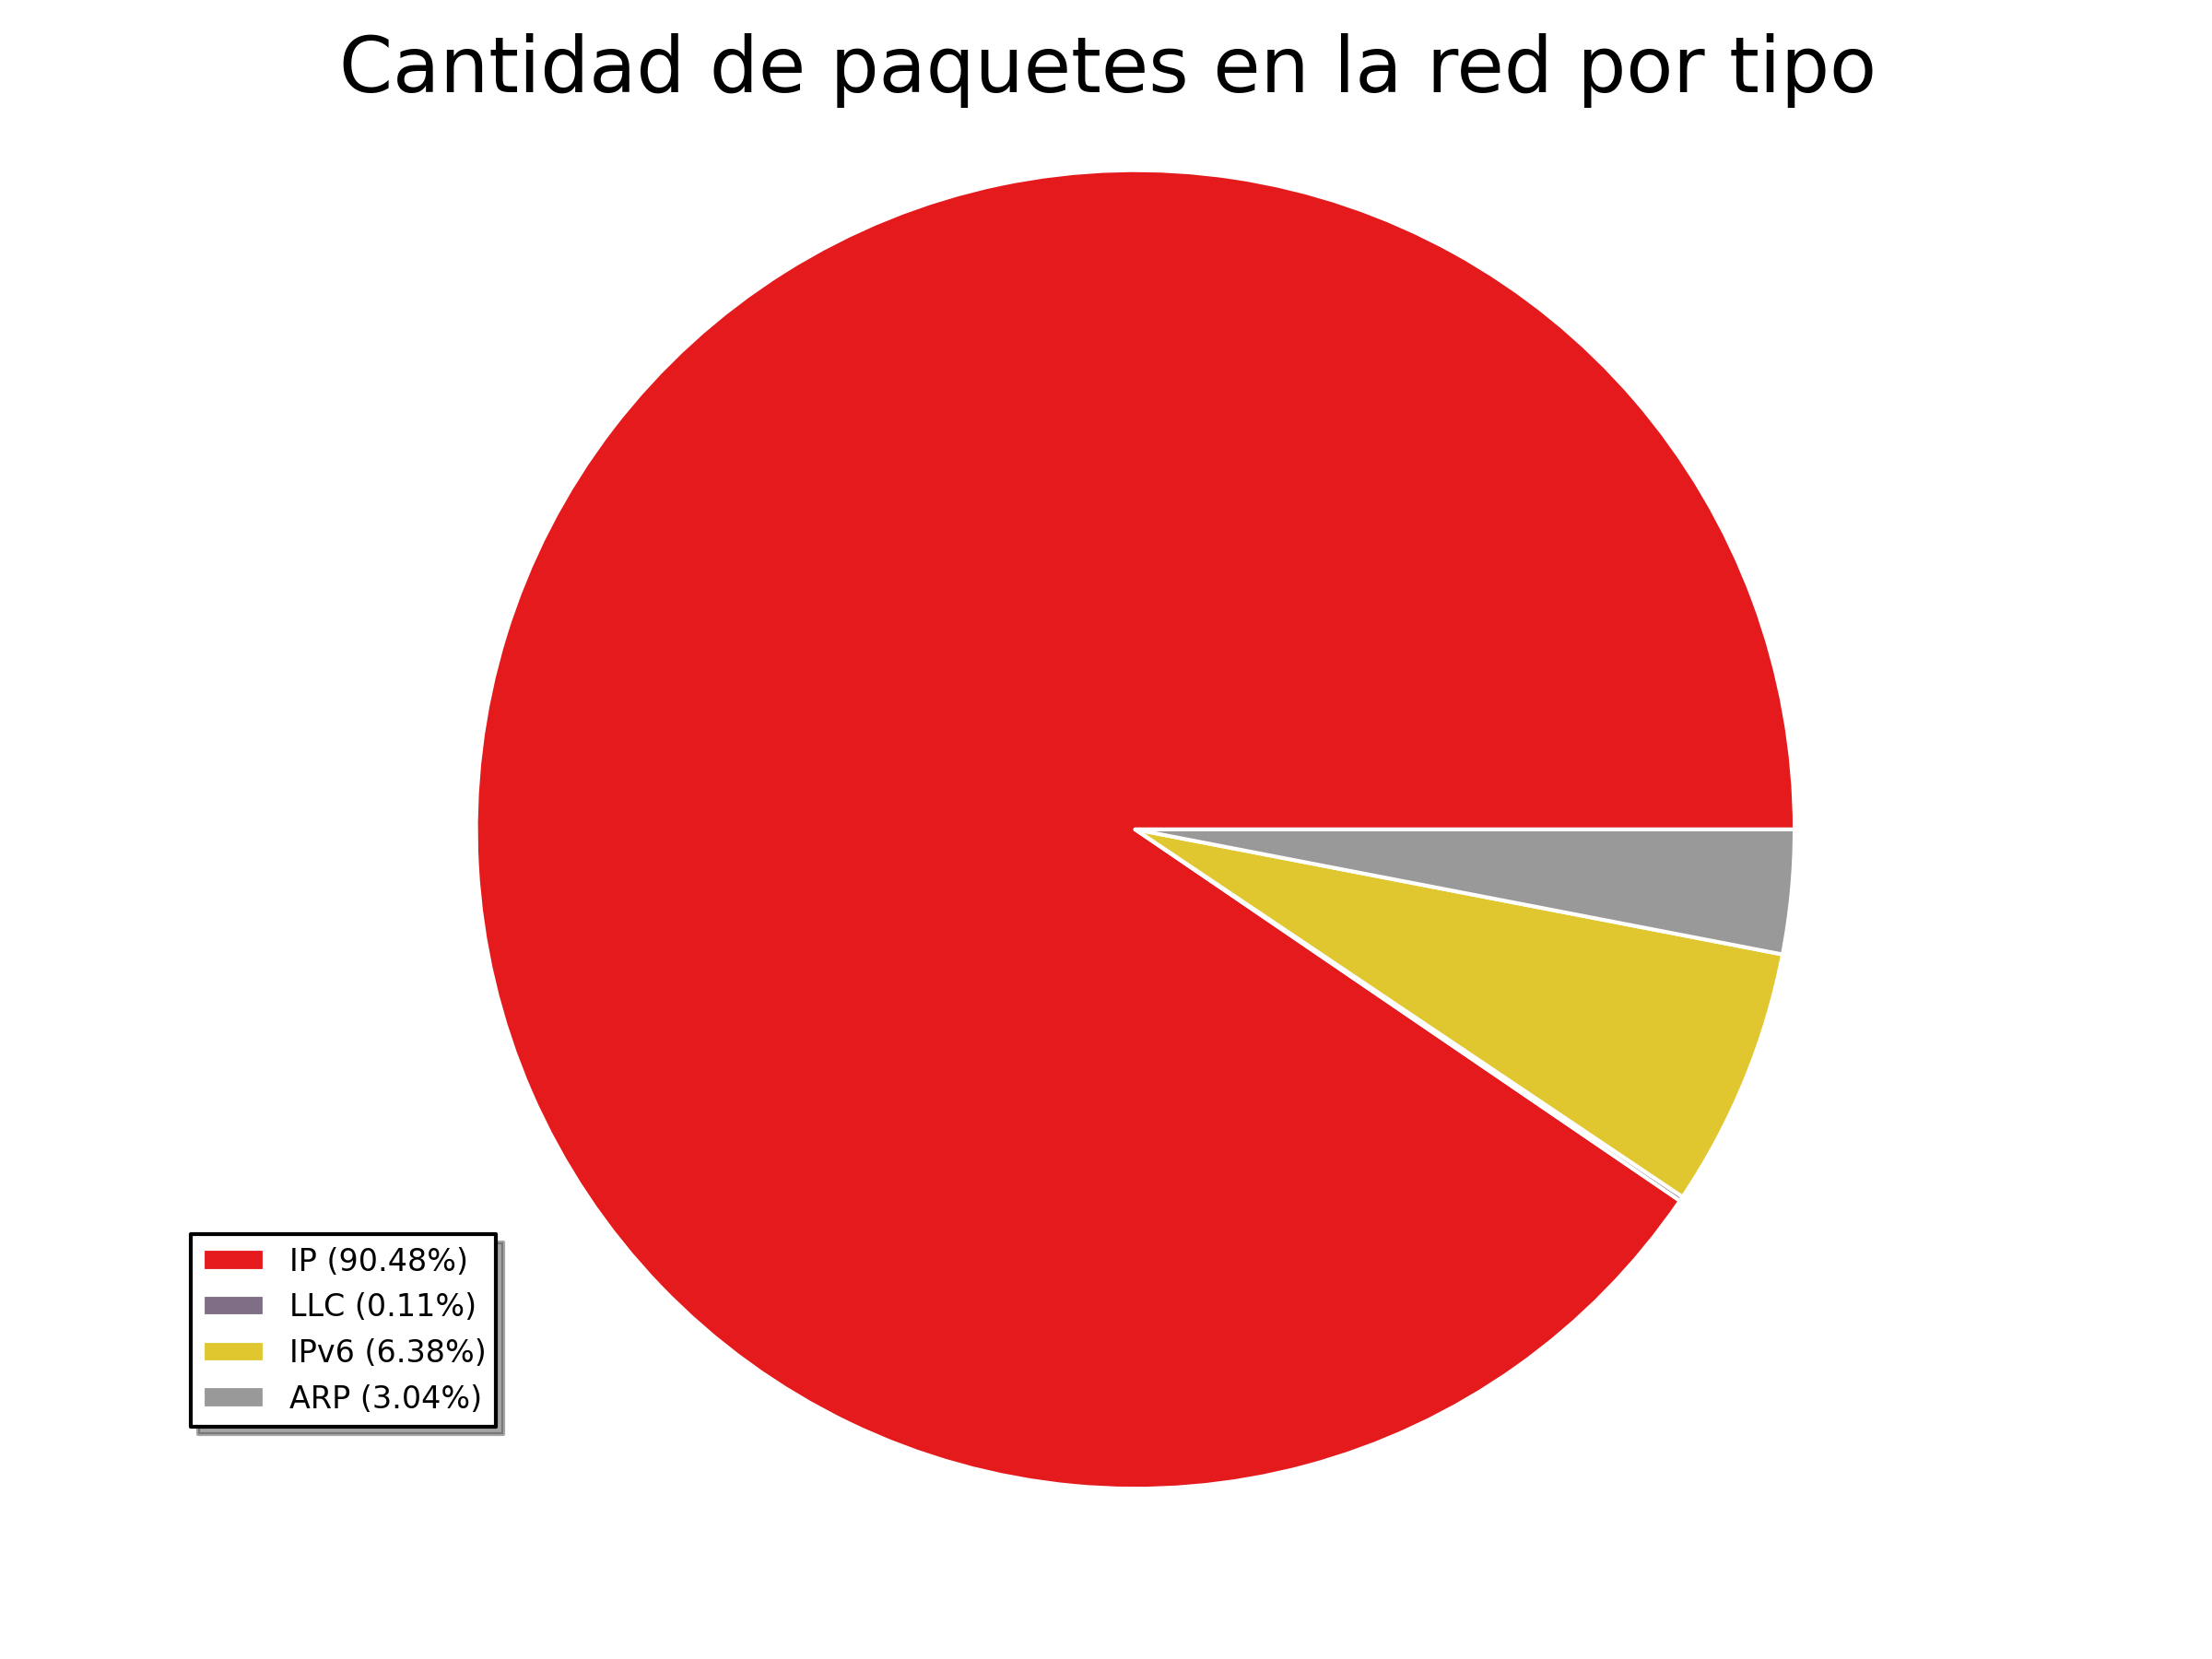 Cantidad de paquetes en la red por tipo
IP (90.48%)
LLC (0.11%)
IPv6 (6.38%)
ARP (3.04%)